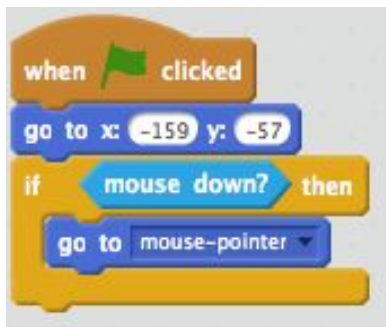 when clicked
go to x: -159 y: -57
if mouse down? then
go to mouse-pointer